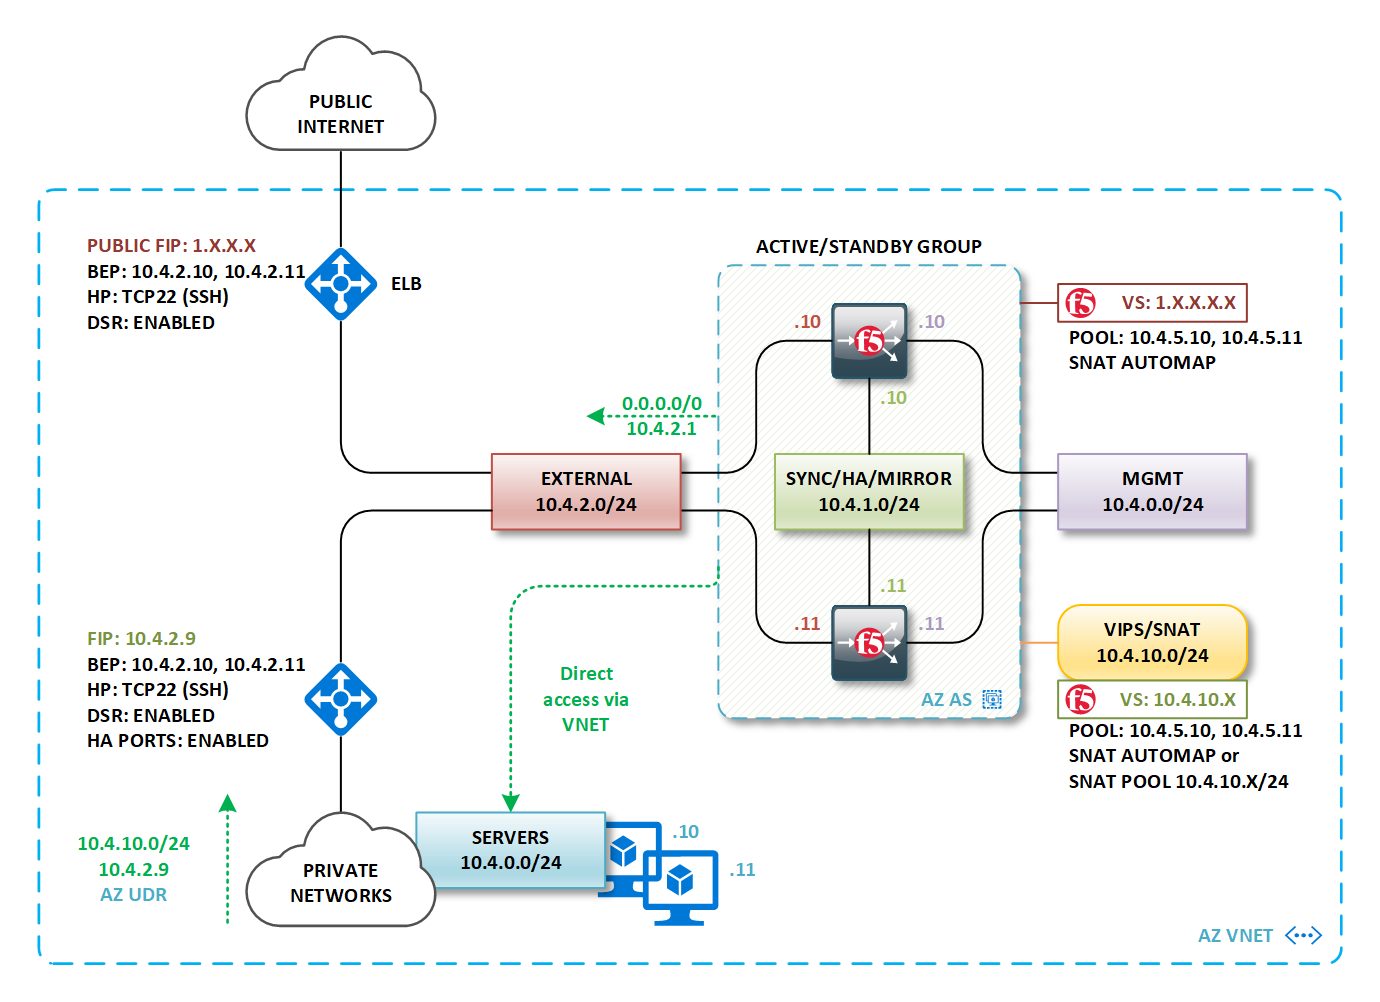 PUBLIC
INTERNET
PUBLIC FIP: 1.X.X.X
BEP: 10.4.2.10, 10.4.2.11
HP: TCP22 (SSH)
DSR: ENABLED
ELB
ACTIVE/STANDBY GROUP
.10
f5
.10
.10
f5
VS: 1.X.X.X.X
POOL: 10.4.5.10, 10.4.5.11
SNAT AUTOMAP
0.0.0.0/0
10.4.2.1
EXTERNAL
10.4.2.0/24
SYNC/HA/MIRROR
10.4.1.0/24
MGMT
10.4.0.0/24
.11
.11
f5
.11
AZ AS
VIPS/SNAT
10.4.10.0/24
f5
VS: 10.4.10.X
POOL: 10.4.5.10, 10.4.5.11
SNAT AUTOMAP or
SNAT POOL 10.4.10.X/24
FIP: 10.4.2.9
BEP: 10.4.2.10, 10.4.2.11
HP: TCP22 (SSH)
DSR: ENABLED
HA PORTS: ENABLED
Direct
access via
VNET
10.4.10.0/24
10.4.2.9
AZ UDR
PRIVATE
NETWORKS
SERVERS
10.4.0.0/24
.10
.11
AZ VNET